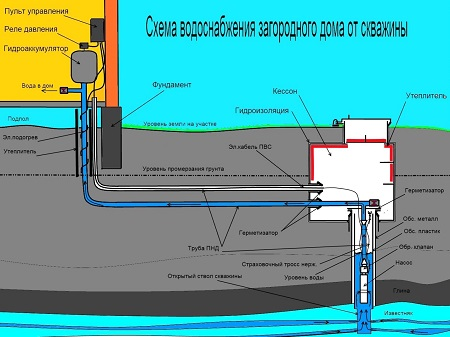 Схема водоснабжения загородного дома от скважины
Пульт управления
Реле давления
Гидроаккумулятор
Вода в дом
Фундамент
Кессон
Гидроизоляция
Утеплитель
Подпол
Уровень земли на участке
Эл.подогрев
Утеплитель
Эл.кабель ПВС
Уровень промерзания грунта
Герметизатор
Герметизатор
Обс. металл
Обс. пластик
Труба ПНД
Обр. клапан
Страховочный тросс нерж.
Насос
Уровень воды
Открытый ствол скважины
Глина
Известняк